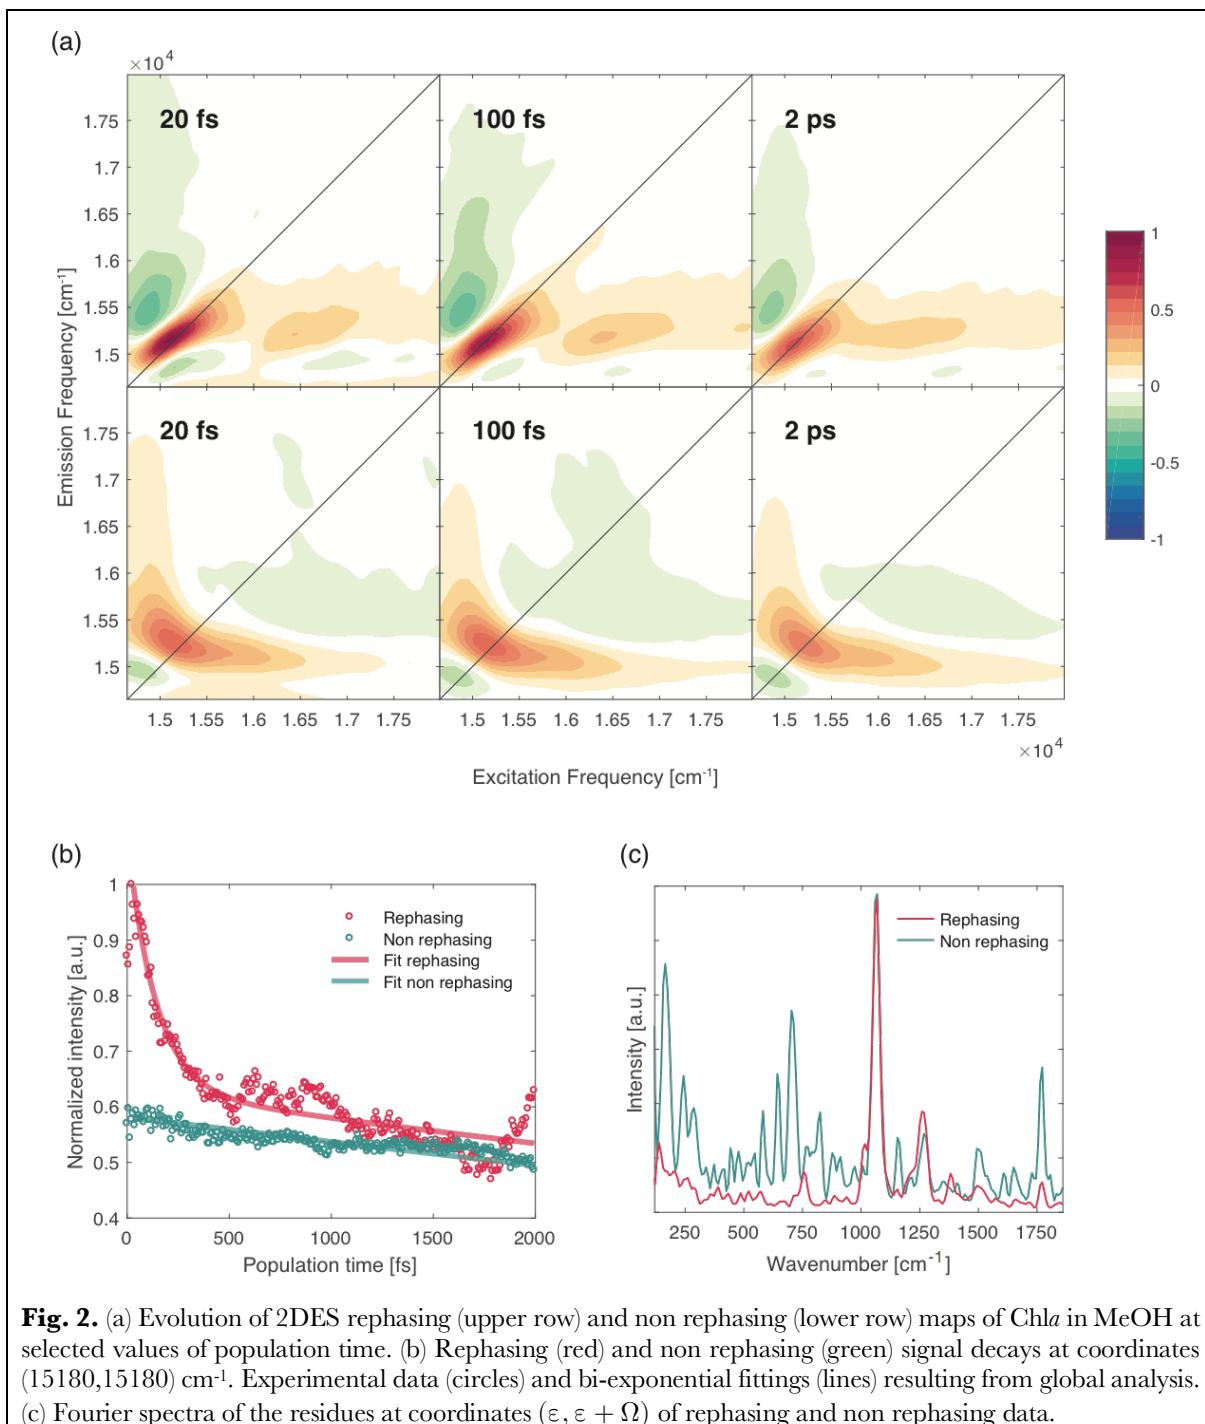 (a)
×10⁴
20 fs
100 fs
2 ps
1.75
1.7
1.65
1.6
1.55
1.5
20 fs
100 fs
2 ps
1.75
1.7
1.65
1.6
1.55
1.5
Emission Frequency [cm⁻¹]
1
0.5
0
-0.5
-1
1.5 1.55 1.6 1.65 1.7 1.75
1.5 1.55 1.6 1.65 1.7 1.75
1.5 1.55 1.6 1.65 1.7 1.75
×10⁴
Excitation Frequency [cm⁻¹]
(b)
1
0.9
0.8
0.7
0.6
0.5
0.4
Normalized intensity [a.u.]
Rephasing
Non rephasing
Fit rephasing
Fit non rephasing
0 500 1000 1500 2000
Population time [fs]
(c)
Intensity [a.u.]
Rephasing
Non rephasing
250 500 750 1000 1250 1500 1750
Wavenumber [cm⁻¹]
Fig. 2. (a) Evolution of 2DES rephasing (upper row) and non rephasing (lower row) maps of Chla in MeOH at
selected values of population time. (b) Rephasing (red) and non rephasing (green) signal decays at coordinates
(15180,15180) cm⁻¹. Experimental data (circles) and bi-exponential fittings (lines) resulting from global analysis.
(c) Fourier spectra of the residues at coordinates (ε, ε + Ω) of rephasing and non rephasing data.